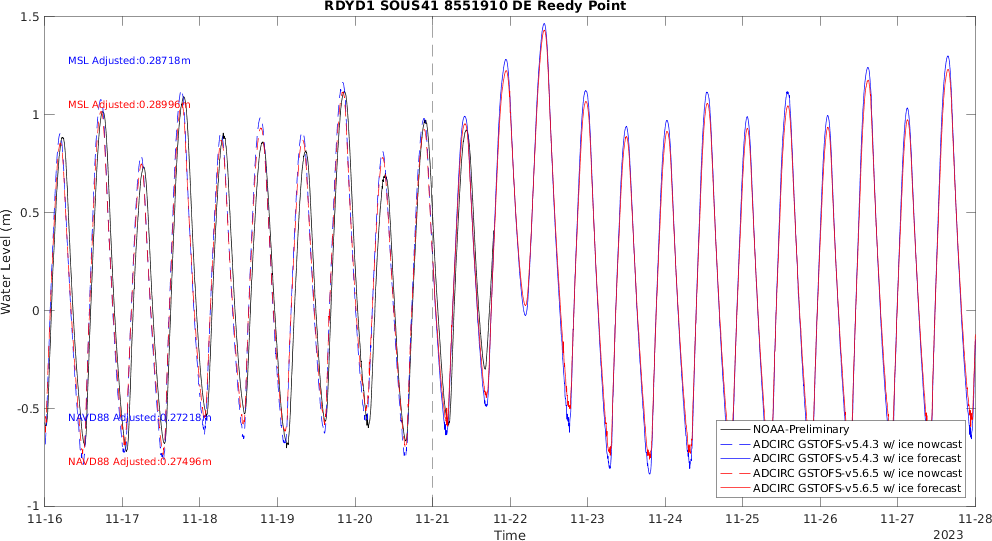 RDYD1 SOUS41 8551910 DE Reedy Point
1.5
MSL Adjusted:0.28718m
MSL Adjusted:0.28996m
1
0.5
Water Level (m)
0
-0.5
NAVD88 Adjusted:0.27218m
NAVD88 Adjusted:0.27496m
NOAA-Preliminary
ADCIRC GSTOFS-v5.4.3 w/ ice nowcast
ADCIRC GSTOFS-v5.4.3 w/ ice forecast
ADCIRC GSTOFS-v5.6.5 w/ ice nowcast
ADCIRC GSTOFS-v5.6.5 w/ ice forecast
-1
11-16 11-17 11-18 11-19 11-20 11-21 11-22 11-23 11-24 11-25 11-26 11-27 11-28
Time
2023